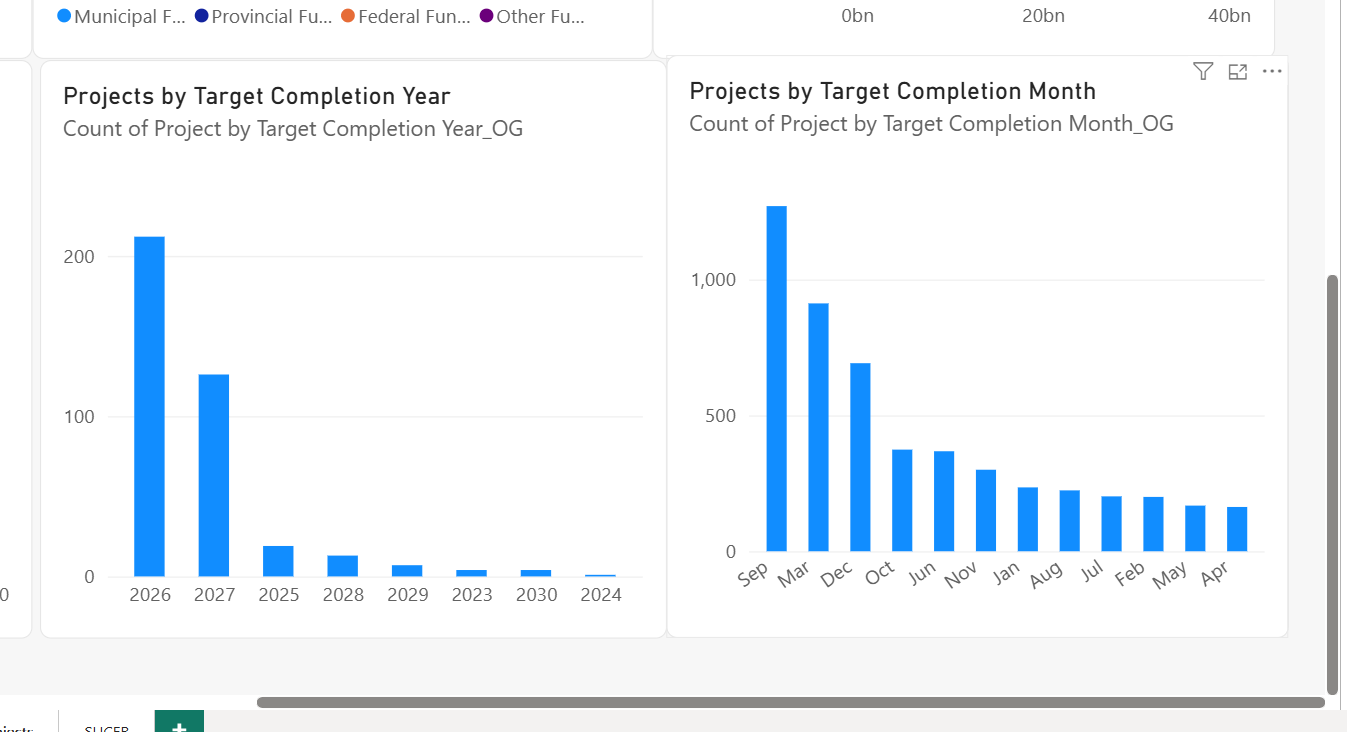 Municipal F... Provincial Fu... Federal Fun... Other Fu...
0bn 20bn 40bn
Projects by Target Completion Year
Count of Project by Target Completion Year_OG
200
100
0
2026 2027 2025 2028 2029 2023 2030 2024
Projects by Target Completion Month
Count of Project by Target Completion Month_OG
1,000
500
0
Sep Mar Dec Oct Jun Nov Jan Aug Jul Feb May Apr
0
SLICER
+